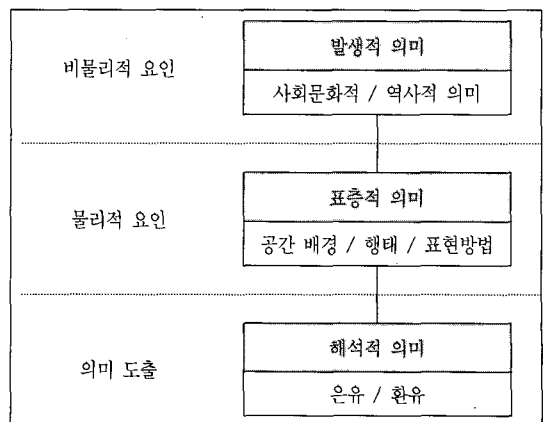 비물리적 요인
발생적 의미
사회문화적 / 역사적 의미
물리적 요인
표층적 의미
공간 배경 / 행태 / 표현방법
의미 도출
해석적 의미
은유 / 환유